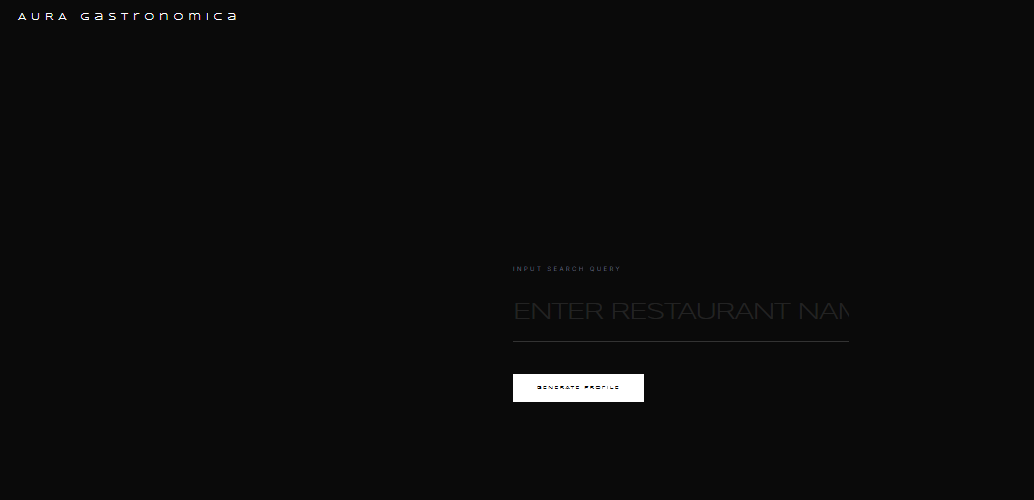 AURA Gastronomica
INPUT SEARCH QUERY
ENTER RESTAURANT NAM
GENERATE PROFILE